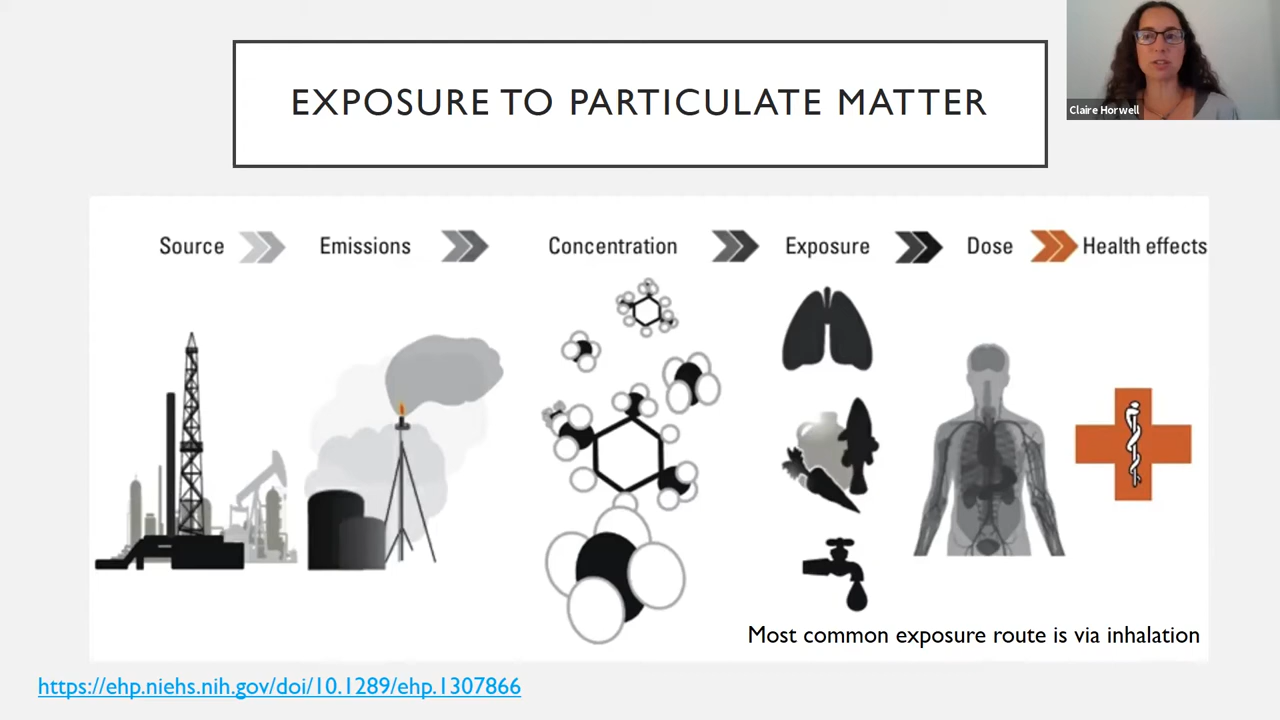 EXPOSURE TO PARTICULATE MATTER
Claire Horwell
Source Emissions Concentration Exposure Dose Health effects
Most common exposure route is via inhalation
https://ehp.niehs.nih.gov/doi/10.1289/ehp.1307866